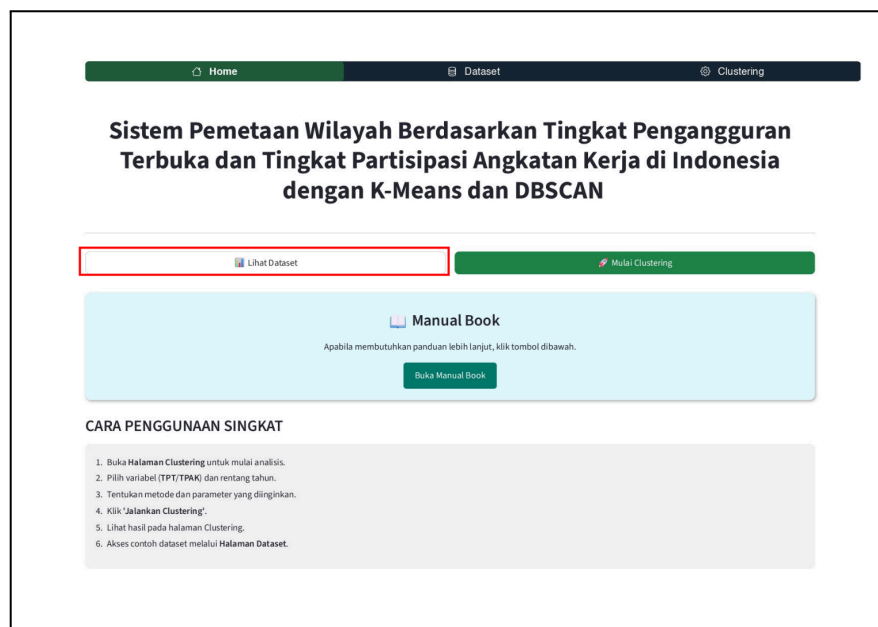 Home Dataset Clustering
Sistem Pemetaan Wilayah Berdasarkan Tingkat Pengangguran
Terbuka dan Tingkat Partisipasi Angkatan Kerja di Indonesia
dengan K-Means dan DBSCAN
Lihat Dataset Mulai Clustering
Manual Book
Apabila membutuhkan panduan lebih lanjut, klik tombol dibawah.
Buka Manual Book
CARA PENGGUNAAN SINGKAT
1. Buka Halaman Clustering untuk mulai analisis.
2. Pilih variabel (TPT/TPAK) dan rentang tahun.
3. Tentukan metode dan parameter yang diinginkan.
4. Klik 'Jalankan Clustering'.
5. Lihat hasil pada halaman Clustering.
6. Akses contoh dataset melalui Halaman Dataset.